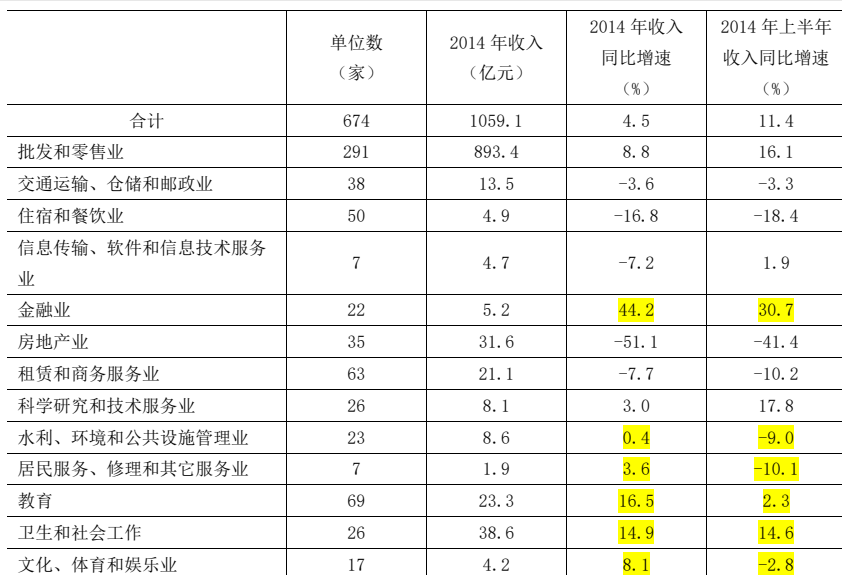 单位数
（家）
2014 年收入
（亿元）
2014 年收入
同比增速
（%）
2014 年上半年
收入同比增速
（%）
合计 674 1059.1 4.5 11.4
批发和零售业 291 893.4 8.8 16.1
交通运输、仓储和邮政业 38 13.5 -3.6 -3.3
住宿和餐饮业 50 4.9 -16.8 -18.4
信息传输、软件和信息技术服务
业 7 4.7 -7.2 1.9
金融业 22 5.2 44.2 30.7
房地产业 35 31.6 -51.1 -41.4
租赁和商务服务业 63 21.1 -7.7 -10.2
科学研究和技术服务业 26 8.1 3.0 17.8
水利、环境和公共设施管理业 23 8.6 0.4 -9.0
居民服务、修理和其它服务业 7 1.9 3.6 -10.1
教育 69 23.3 16.5 2.3
卫生和社会工作 26 38.6 14.9 14.6
文化、体育和娱乐业 17 4.2 8.1 -2.8